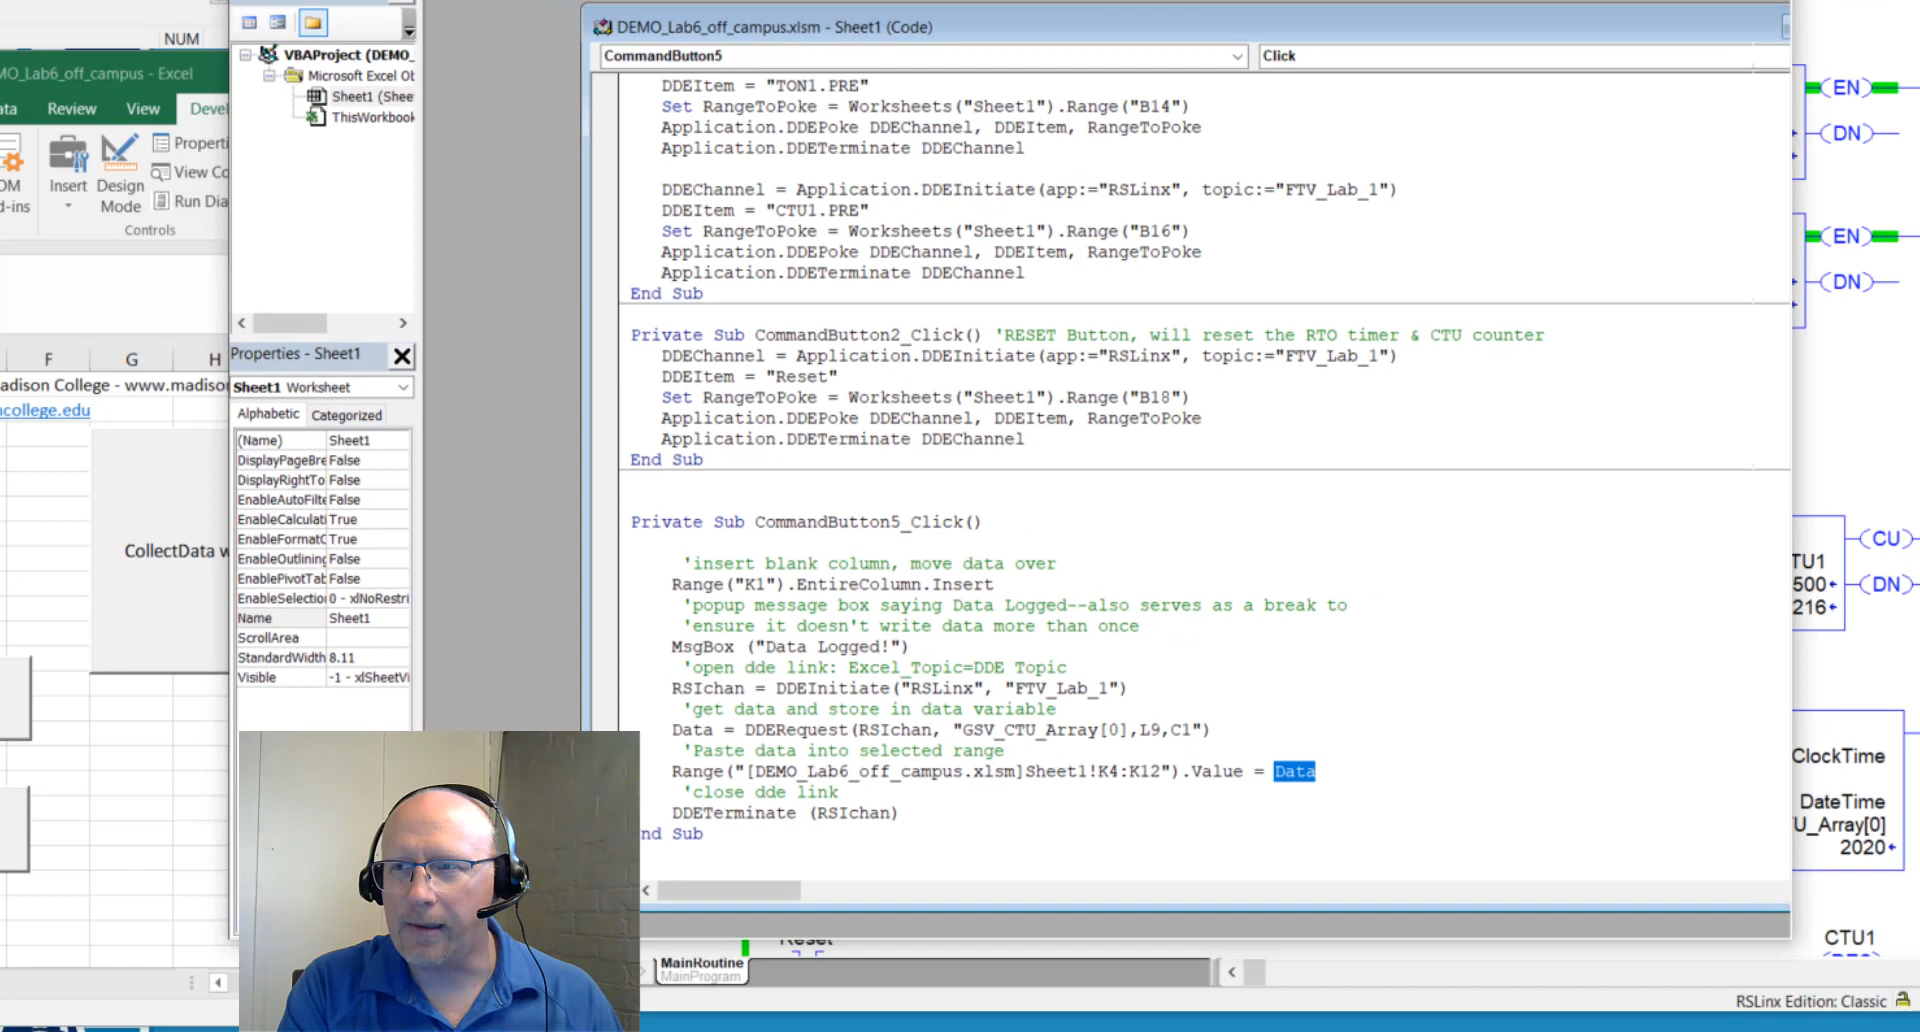 NUM
MO_Lab6_off_campus - Excel
ata
Review
View
Devel
OM
d-ins
Insert
Design
Mode
Properti
View Co
Run Dia
Controls
F
G
H
adison College - www.madison
ncollege.edu
CollectData w
VBAProject (DEMO_
Microsoft Excel Ob
Sheet1 (Shee
ThisWorkbook
Properties - Sheet1
Sheet1 Worksheet
Alphabetic
Categorized
(Name) Sheet1
DisplayPageBre False
DisplayRightTo False
EnableAutoFilte False
EnableCalculati True
EnableFormatC True
EnableOutlining False
EnablePivotTab False
EnableSelection 0 - xlNoRestri
Name Sheet1
ScrollArea
StandardWidth 8.11
Visible -1 - xlSheetVi
DEMO_Lab6_off_campus.xlsm - Sheet1 (Code)
CommandButton5
Click
DDEItem = "TON1.PRE"
Set RangeToPoke = Worksheets("Sheet1").Range("B14")
Application.DDEPoke DDEChannel, DDEItem, RangeToPoke
Application.DDETerminate DDEChannel
DDEChannel = Application.DDEInitiate(app:="RSLinx", topic:="FTV_Lab_1")
DDEItem = "CTU1.PRE"
Set RangeToPoke = Worksheets("Sheet1").Range("B16")
Application.DDEPoke DDEChannel, DDEItem, RangeToPoke
Application.DDETerminate DDEChannel
End Sub
Private Sub CommandButton2_Click() 'RESET Button, will reset the RTO timer & CTU counter
DDEChannel = Application.DDEInitiate(app:="RSLinx", topic:="FTV_Lab_1")
DDEItem = "Reset"
Set RangeToPoke = Worksheets("Sheet1").Range("B18")
Application.DDEPoke DDEChannel, DDEItem, RangeToPoke
Application.DDETerminate DDEChannel
End Sub
Private Sub CommandButton5_Click()
'insert blank column, move data over
Range("K1").EntireColumn.Insert
'popup message box saying Data Logged--also serves as a break to
'ensure it doesn't write data more than once
MsgBox ("Data Logged!")
'open dde link: Excel_Topic=DDE Topic
RSIchan = DDEInitiate("RSLinx", "FTV_Lab_1")
'get data and store in data variable
Data = DDERequest(RSIchan, "GSV_CTU_Array[0],L9,C1")
'Paste data into selected range
Range("[DEMO_Lab6_off_campus.xlsm]Sheet1!K4:K12").Value = Data
'close dde link
DDETerminate (RSIchan)
nd Sub
Reset
MainRoutine
MainProgram
EN
DN
EN
DN
CU
TU1
500
DN
216
ClockTime
DateTime
U_Array[0]
2020
CTU1
RSLinx Edition: Classic